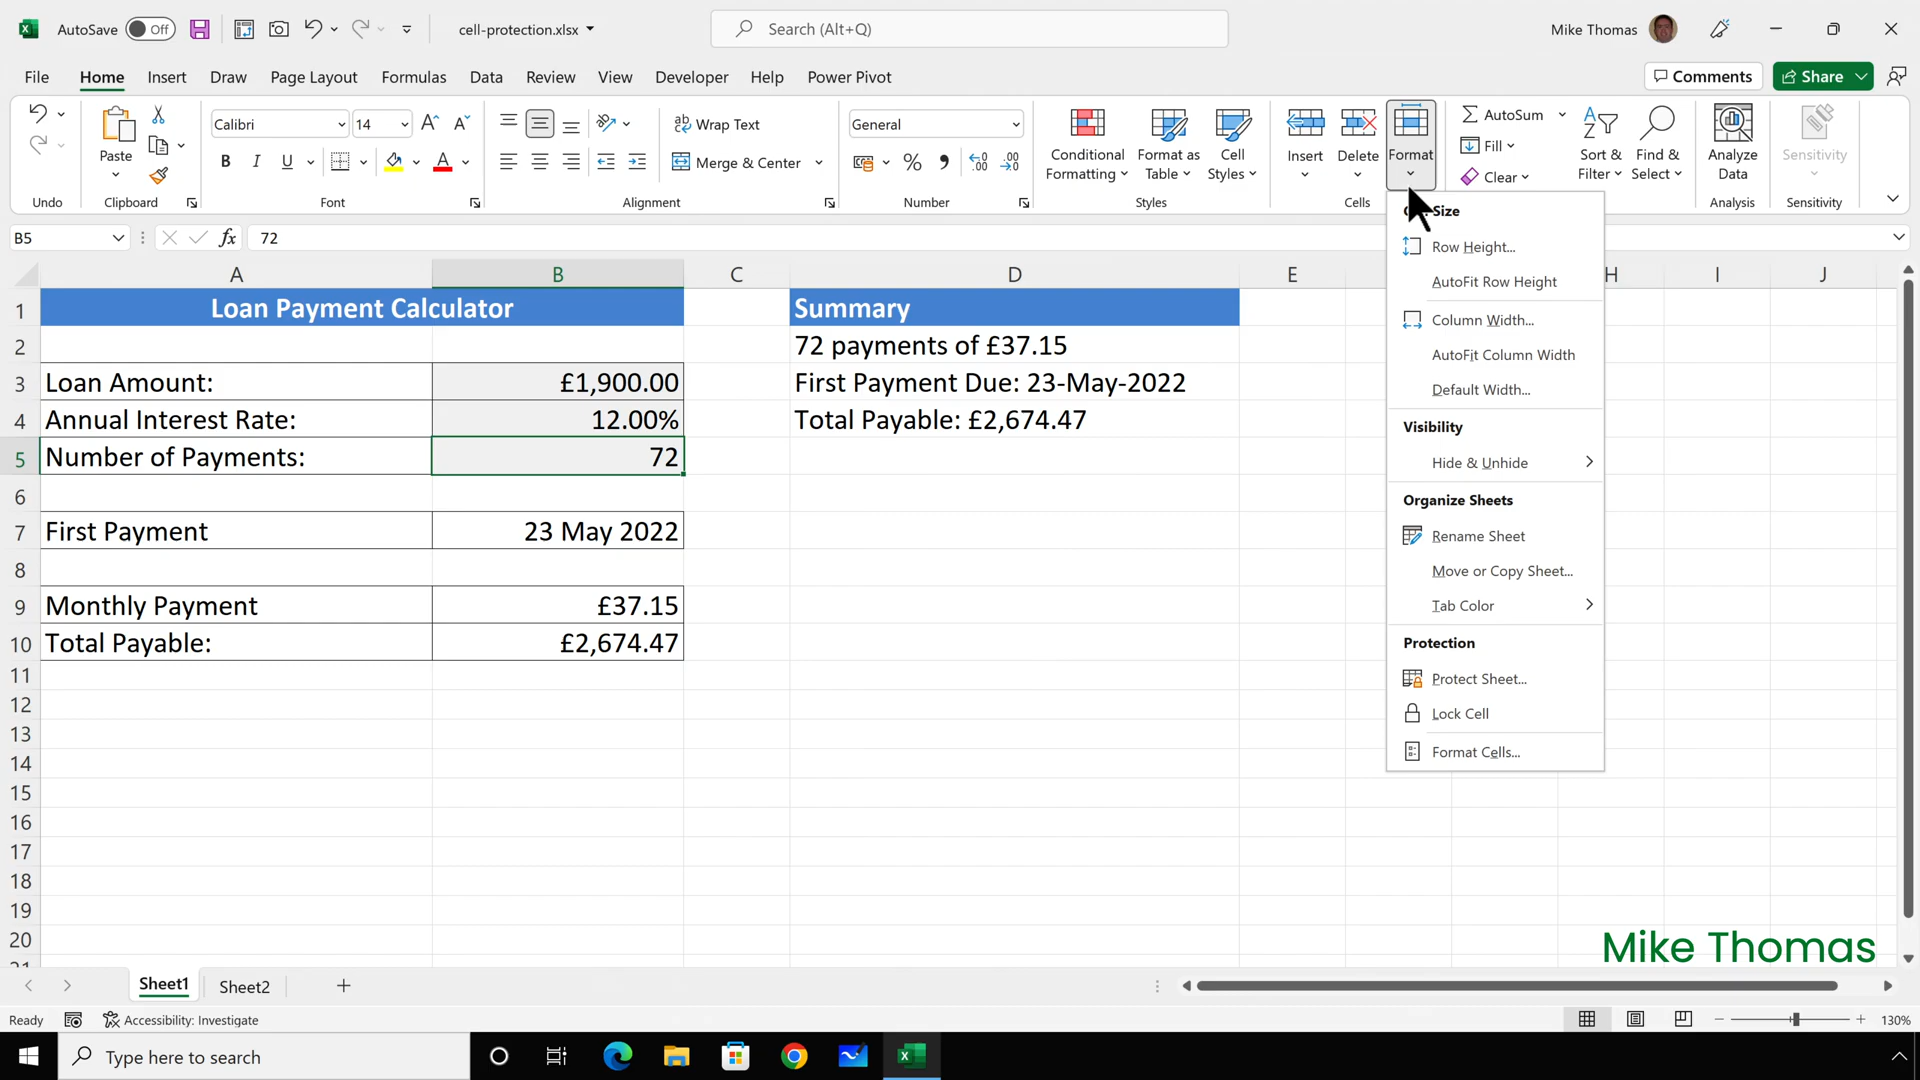 AutoSave Off cell-protection.xlsx Search (Alt+Q) Mike Thomas
File Home Insert Draw Page Layout Formulas Data Review View Developer Help Power Pivot Comments Share
Calibri 14 Wrap Text General AutoSum
Paste B I U Merge & Center % Conditional Formatting Format as Table Cell Styles Insert Delete Format Fill Clear Sort & Filter Find & Select Analyze Data Sensitivity
Undo Clipboard Font Alignment Number Styles Cells Analysis Sensitivity
B5 fx 72
Size
Row Height...
AutoFit Row Height
Column Width...
AutoFit Column Width
Default Width...
Visibility
Hide & Unhide
Organize Sheets
Rename Sheet
Move or Copy Sheet...
Tab Color
Protection
Protect Sheet...
Lock Cell
Format Cells...
A B C D E H I J
1 Loan Payment Calculator Summary
2 72 payments of £37.15
3 Loan Amount: £1,900.00 First Payment Due: 23-May-2022
4 Annual Interest Rate: 12.00% Total Payable: £2,674.47
5 Number of Payments: 72
6
7 First Payment 23 May 2022
8
9 Monthly Payment £37.15
10 Total Payable: £2,674.47
11
12
13
14
15
16
17
18
19
20
Mike Thomas
Sheet1 Sheet2
Ready Accessibility: Investigate 130%
Type here to search